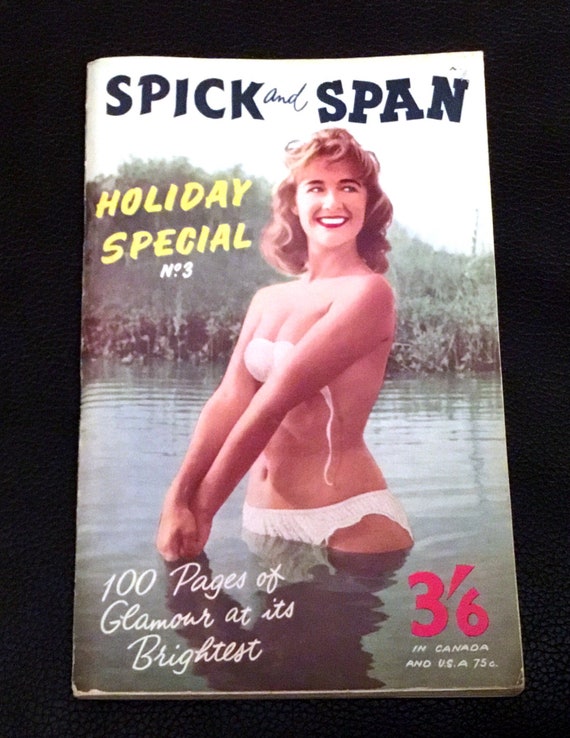 SPICK and SPAN
HOLIDAY
SPECIAL
Nº3
100 Pages of
Glamour at its
Brightest
3'6
IN CANADA
AND U.S.A 75c.